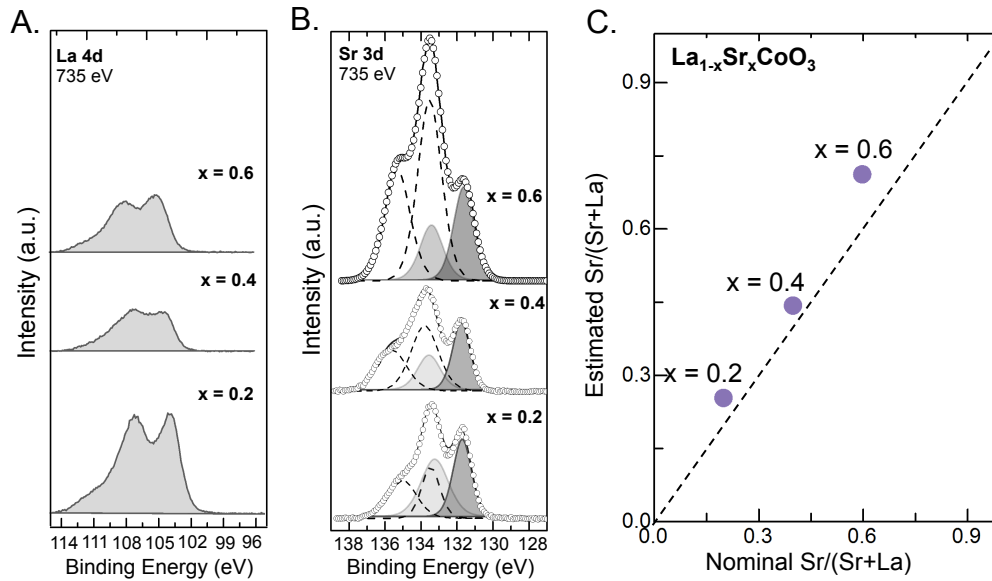 A.
La 4d
735 eV
x = 0.6
x = 0.4
x = 0.2
Intensity (a.u.)
114 111 108 105 102 99 96
Binding Energy (eV)
B.
Sr 3d
735 eV
x = 0.6
x = 0.4
x = 0.2
Intensity (a.u.)
138 136 134 132 130 128
Binding Energy (eV)
C.
La1-xSrxCoO3
x = 0.6
x = 0.4
x = 0.2
Estimated Sr/(Sr+La)
0.9
0.6
0.3
0.0
0.0 0.3 0.6 0.9
Nominal Sr/(Sr+La)